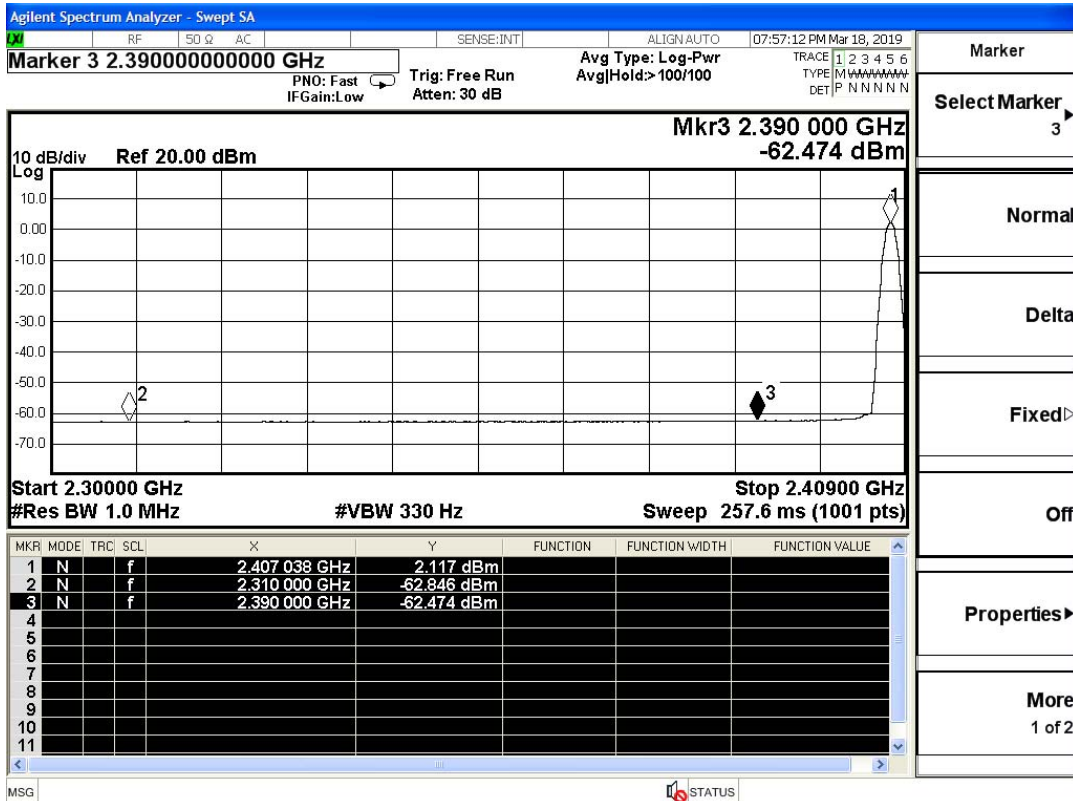 Agilent Spectrum Analyzer - Swept SA
LXI RF 50 Ω AC SENSE:INT ALIGN AUTO 07:57:12 PM Mar 18, 2019
Marker 3 2.390000000000 GHz
PNO: Fast
IFGain:Low
Trig: Free Run
Atten: 30 dB
Avg Type: Log-Pwr
Avg|Hold:>100/100
TRACE 1 2 3 4 5 6
TYPE M WWWWW
DET P N N N N N
Mkr3 2.390 000 GHz
-62.474 dBm
10 dB/div Ref 20.00 dBm
Log
10.0
0.00
-10.0
-20.0
-30.0
-40.0
-50.0
-60.0
-70.0
1
2
3
Start 2.30000 GHz Stop 2.40900 GHz
#Res BW 1.0 MHz #VBW 330 Hz Sweep 257.6 ms (1001 pts)
MKR MODE TRC SCL X Y FUNCTION FUNCTION WIDTH FUNCTION VALUE
1 N f 2.407 038 GHz 2.117 dBm
2 N f 2.310 000 GHz -62.846 dBm
3 N f 2.390 000 GHz -62.474 dBm
4
5
6
7
8
9
10
11
MSG STATUS
Marker
Select Marker
3
Normal
Delta
Fixed
Off
Properties
More
1 of 2